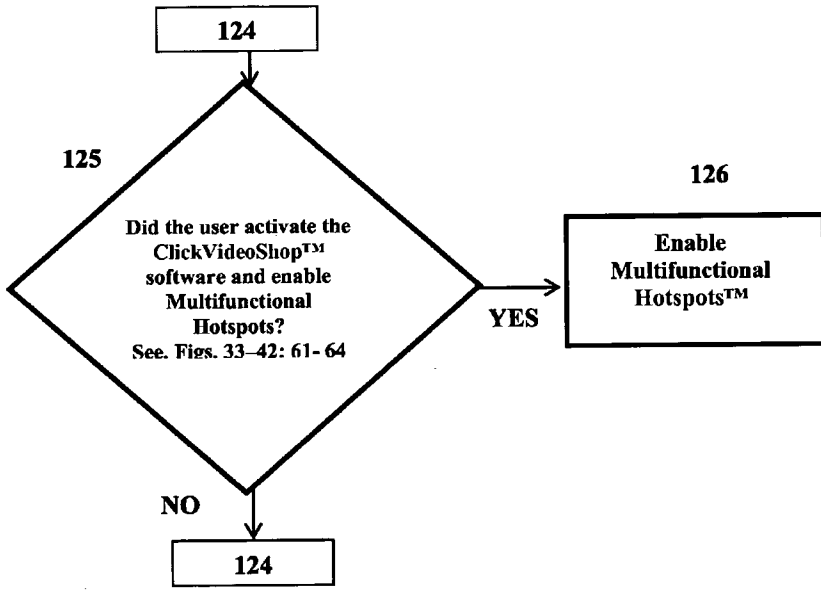 124
125
Did the user activate the
ClickVideoShop™
software and enable
Multifunctional
Hotspots?
See. Figs. 33–42: 61- 64
YES
126
Enable
Multifunctional
Hotspots™
NO
124